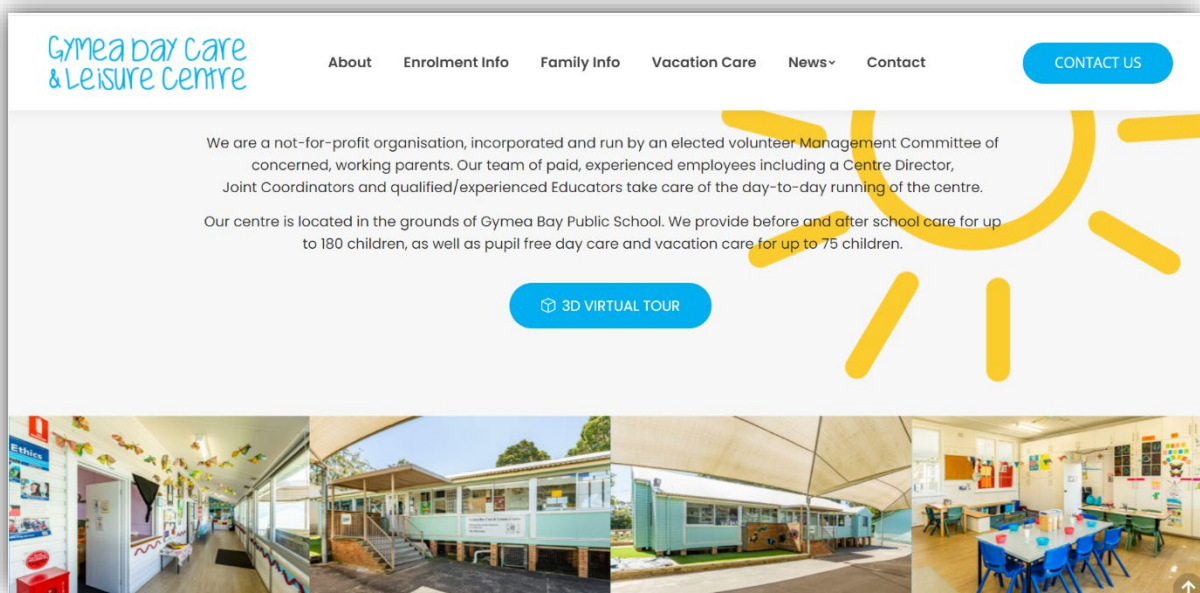 Gymea bay care
& Leisure Centre
About Enrolment Info Family Info Vacation Care News Contact
CONTACT US
We are a not-for-profit organisation, incorporated and run by an elected volunteer Management Committee of
concerned, working parents. Our team of paid, experienced employees including a Centre Director,
Joint Coordinators and qualified/experienced Educators take care of the day-to-day running of the centre.
Our centre is located in the grounds of Gymea Bay Public School. We provide before and after school care for up
to 180 children, as well as pupil free day care and vacation care for up to 75 children.
3D VIRTUAL TOUR
Ethics